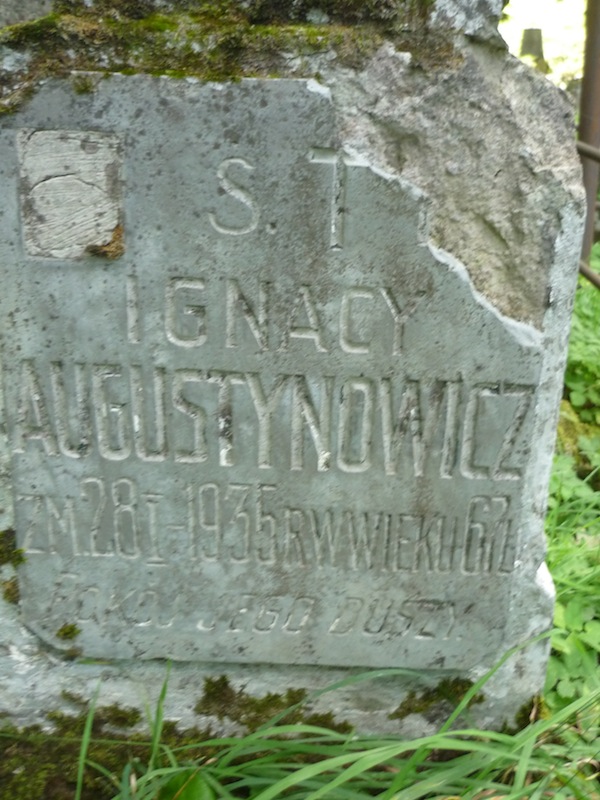 S. T
IGNACY
AUGUSTYNOWICZ
ZM. 28 I-1935 R W WIEKU 67 L
POKÓJ JEGO DUSZY